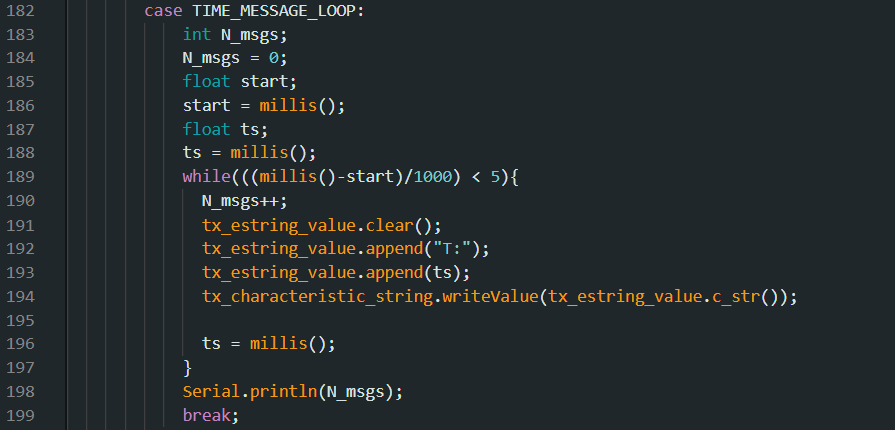 182 case TIME_MESSAGE_LOOP:
183 int N_msgs;
184 N_msgs = 0;
185 float start;
186 start = millis();
187 float ts;
188 ts = millis();
189 while(((millis()-start)/1000) < 5){
190 N_msgs++;
191 tx_estring_value.clear();
192 tx_estring_value.append("T:");
193 tx_estring_value.append(ts);
194 tx_characteristic_string.writeValue(tx_estring_value.c_str());
195
196 ts = millis();
197 }
198 Serial.println(N_msgs);
199 break;